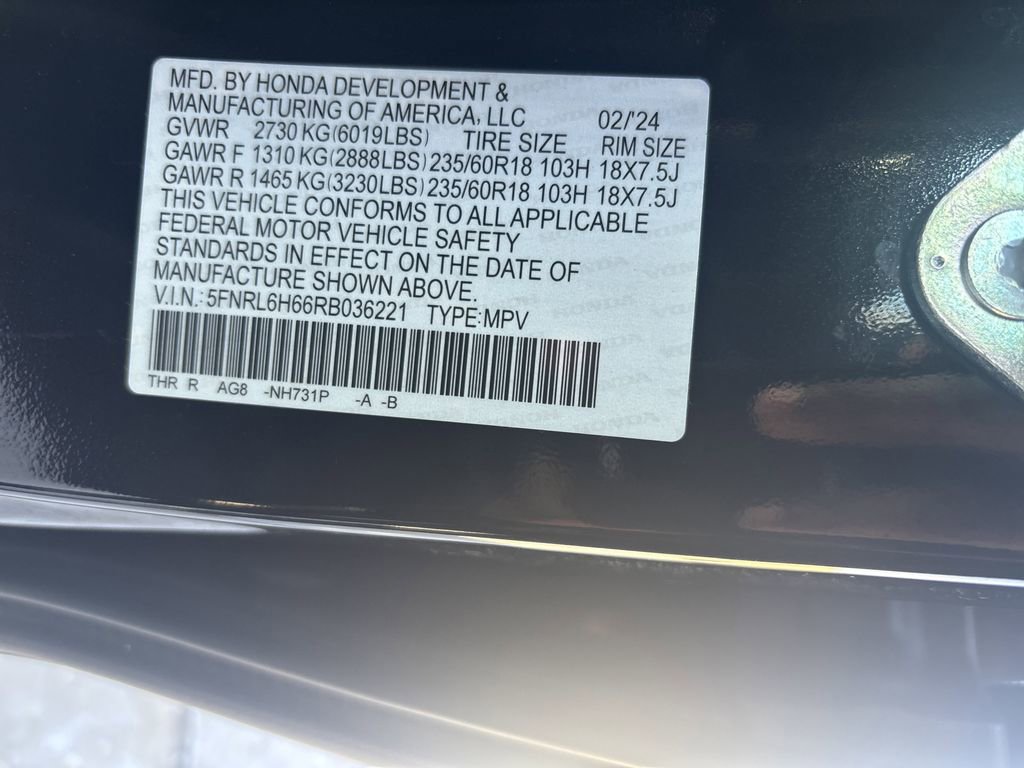 MFD. BY HONDA DEVELOPMENT &
MANUFACTURING OF AMERICA, LLC 02/'24
GVWR 2730 KG(6019LBS) TIRE SIZE RIM SIZE
GAWR F 1310 KG(2888LBS) 235/60R18 103H 18X7.5J
GAWR R 1465 KG(3230LBS) 235/60R18 103H 18X7.5J
THIS VEHICLE CONFORMS TO ALL APPLICABLE
FEDERAL MOTOR VEHICLE SAFETY
STANDARDS IN EFFECT ON THE DATE OF
MANUFACTURE SHOWN ABOVE.
V.I.N.: 5FNRL6H66RB036221 TYPE:MPV
THR R AG8 -NH731P -A -B